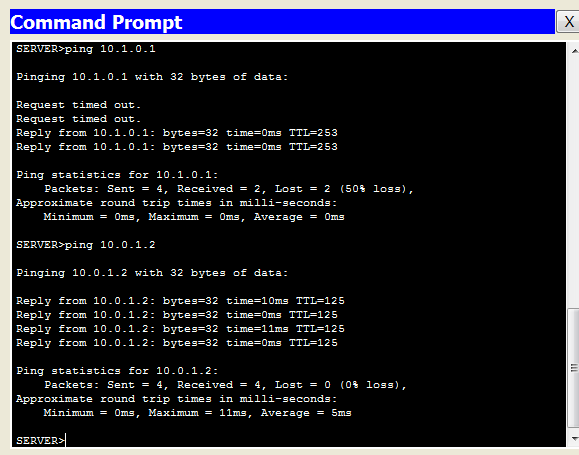 Command Prompt
X
SERVER>ping 10.1.0.1
Pinging 10.1.0.1 with 32 bytes of data:
Request timed out.
Request timed out.
Reply from 10.1.0.1: bytes=32 time=0ms TTL=253
Reply from 10.1.0.1: bytes=32 time=0ms TTL=253
Ping statistics for 10.1.0.1:
    Packets: Sent = 4, Received = 2, Lost = 2 (50% loss),
Approximate round trip times in milli-seconds:
    Minimum = 0ms, Maximum = 0ms, Average = 0ms
SERVER>ping 10.0.1.2
Pinging 10.0.1.2 with 32 bytes of data:
Reply from 10.0.1.2: bytes=32 time=10ms TTL=125
Reply from 10.0.1.2: bytes=32 time=0ms TTL=125
Reply from 10.0.1.2: bytes=32 time=11ms TTL=125
Reply from 10.0.1.2: bytes=32 time=0ms TTL=125
Ping statistics for 10.0.1.2:
    Packets: Sent = 4, Received = 4, Lost = 0 (0% loss),
Approximate round trip times in milli-seconds:
    Minimum = 0ms, Maximum = 11ms, Average = 5ms
SERVER>